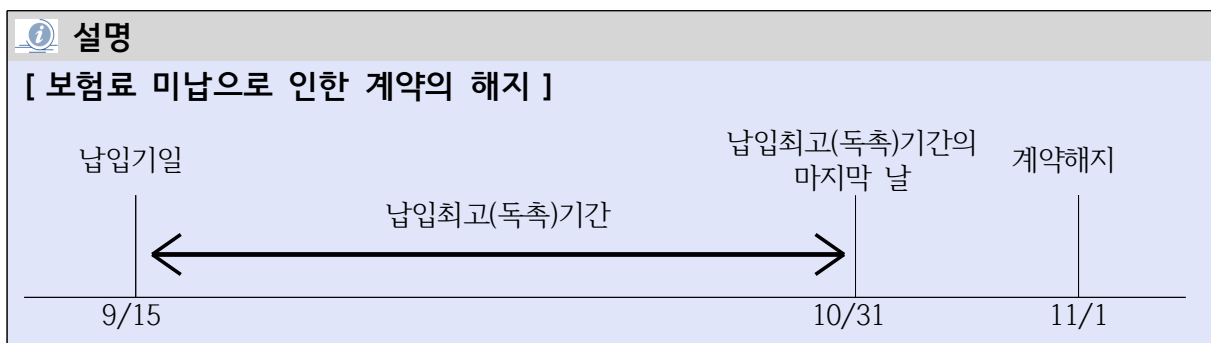 설명
[ 보험료 미납으로 인한 계약의 해지 ]
납입기일
납입최고(독촉)기간의
마지막 날
계약해지
납입최고(독촉)기간
9/15
10/31
11/1